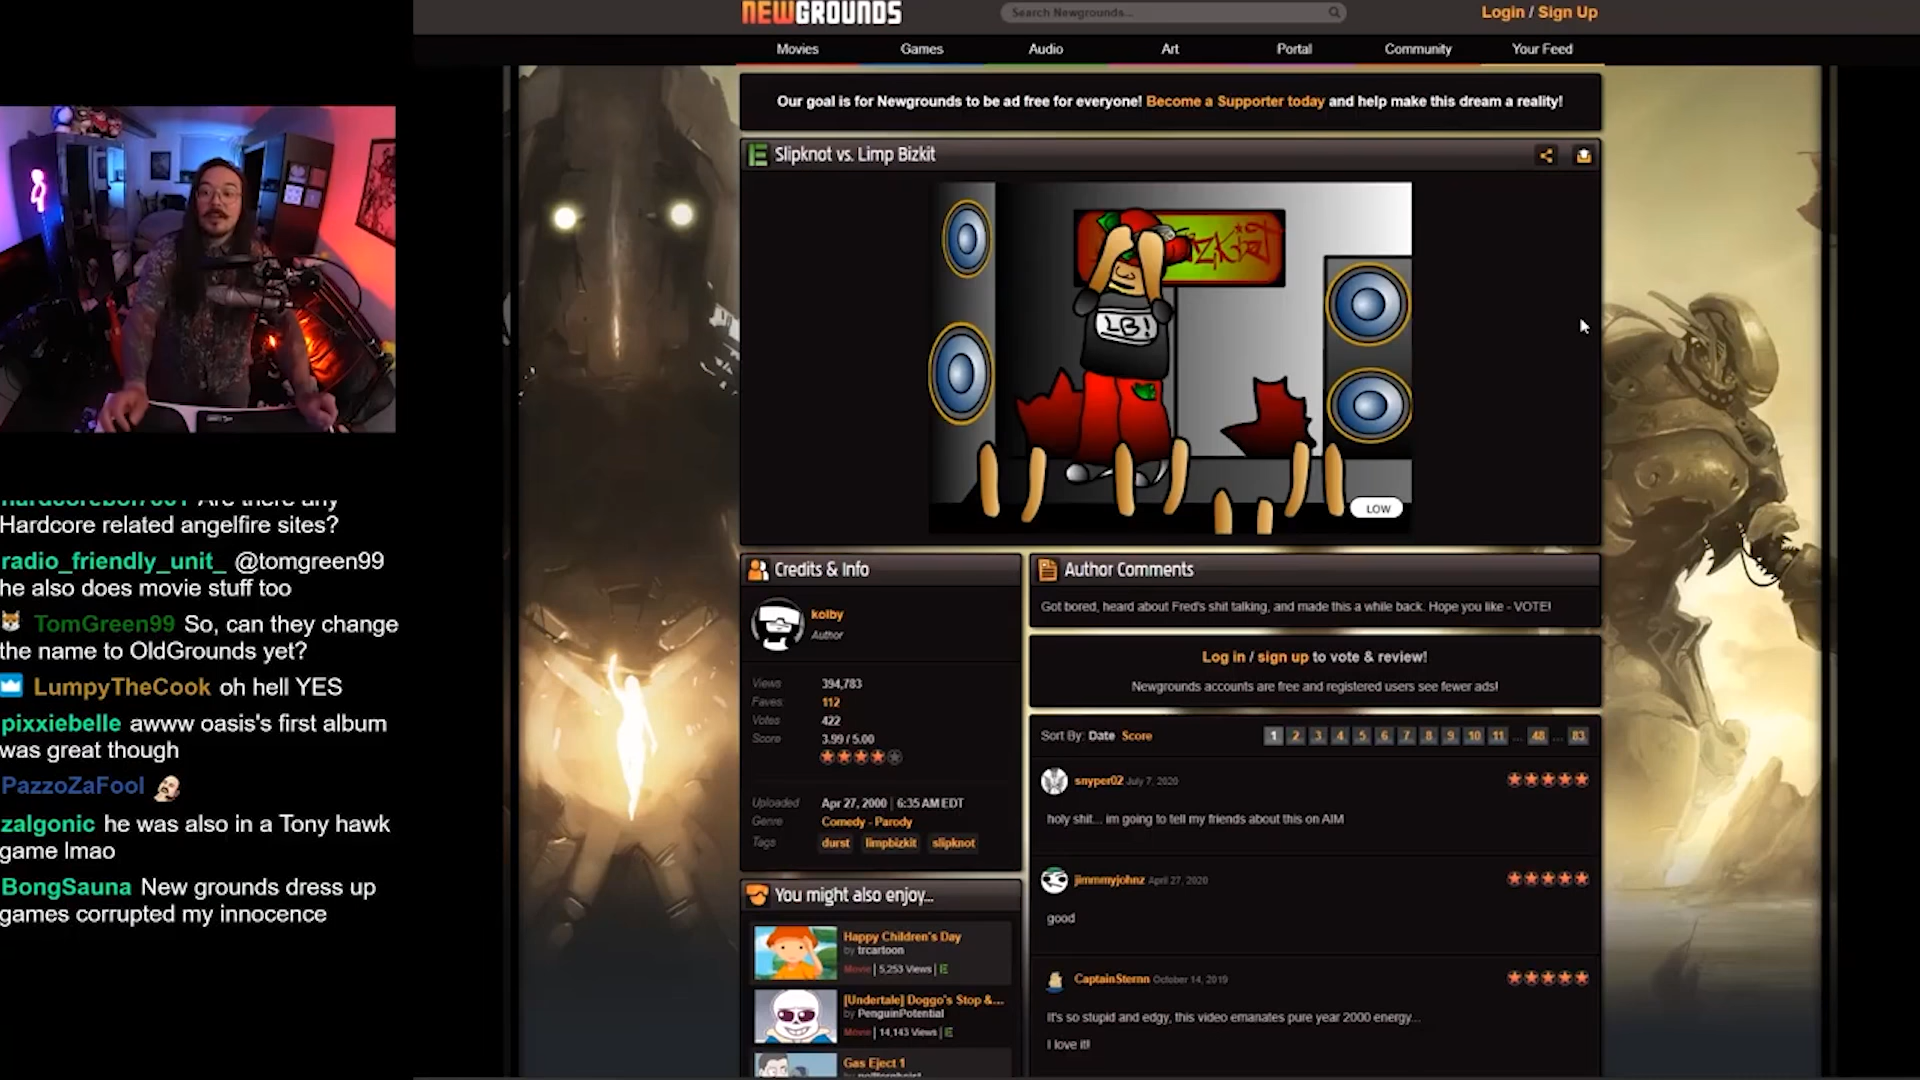 NEWGROUNDS
Search Newgrounds...
Login / Sign Up
Movies Games Audio Art Portal Community Your Feed
Our goal is for Newgrounds to be ad free for everyone! Become a Supporter today and help make this dream a reality!
E Slipknot vs. Limp Bizkit
LB!
LOW
Are there any
Hardcore related angelfire sites?
radio_friendly_unit_ @tomgreen99
he also does movie stuff too
TomGreen99 So, can they change
the name to OldGrounds yet?
LumpyTheCook oh hell YES
pixxiebelle awww oasis's first album
was great though
PazzoZaFool
zalgonic he was also in a Tony hawk
game lmao
BongSauna New grounds dress up
games corrupted my innocence
Credits & Info
kolby
Author
Views 394,783
Faves: 112
Votes 422
Score 3.99 / 5.00
Uploaded Apr 27, 2000 | 6:35 AM EDT
Genre Comedy - Parody
Tags durst limpbizkit slipknot
You might also enjoy...
Happy Children's Day
by trcartoon
Movie | 5,253 Views | E
[Undertale] Doggo's Stop &...
by PenguinPotential
Movie | 14,143 Views | E
Gas Eject 1
Author Comments
Got bored, heard about Fred's shit talking, and made this a while back. Hope you like - VOTE!
Log in / sign up to vote & review!
Newgrounds accounts are free and registered users see fewer ads!
Sort By: Date Score
1 2 3 4 5 6 7 8 9 10 11 ... 48 ... 83
snyper02 July 7, 2020
holy shit... im going to tell my friends about this on AIM
jimmmyjohnz April 27, 2020
good
CaptainSternn October 14, 2019
It's so stupid and edgy, this video emanates pure year 2000 energy...
I love it!